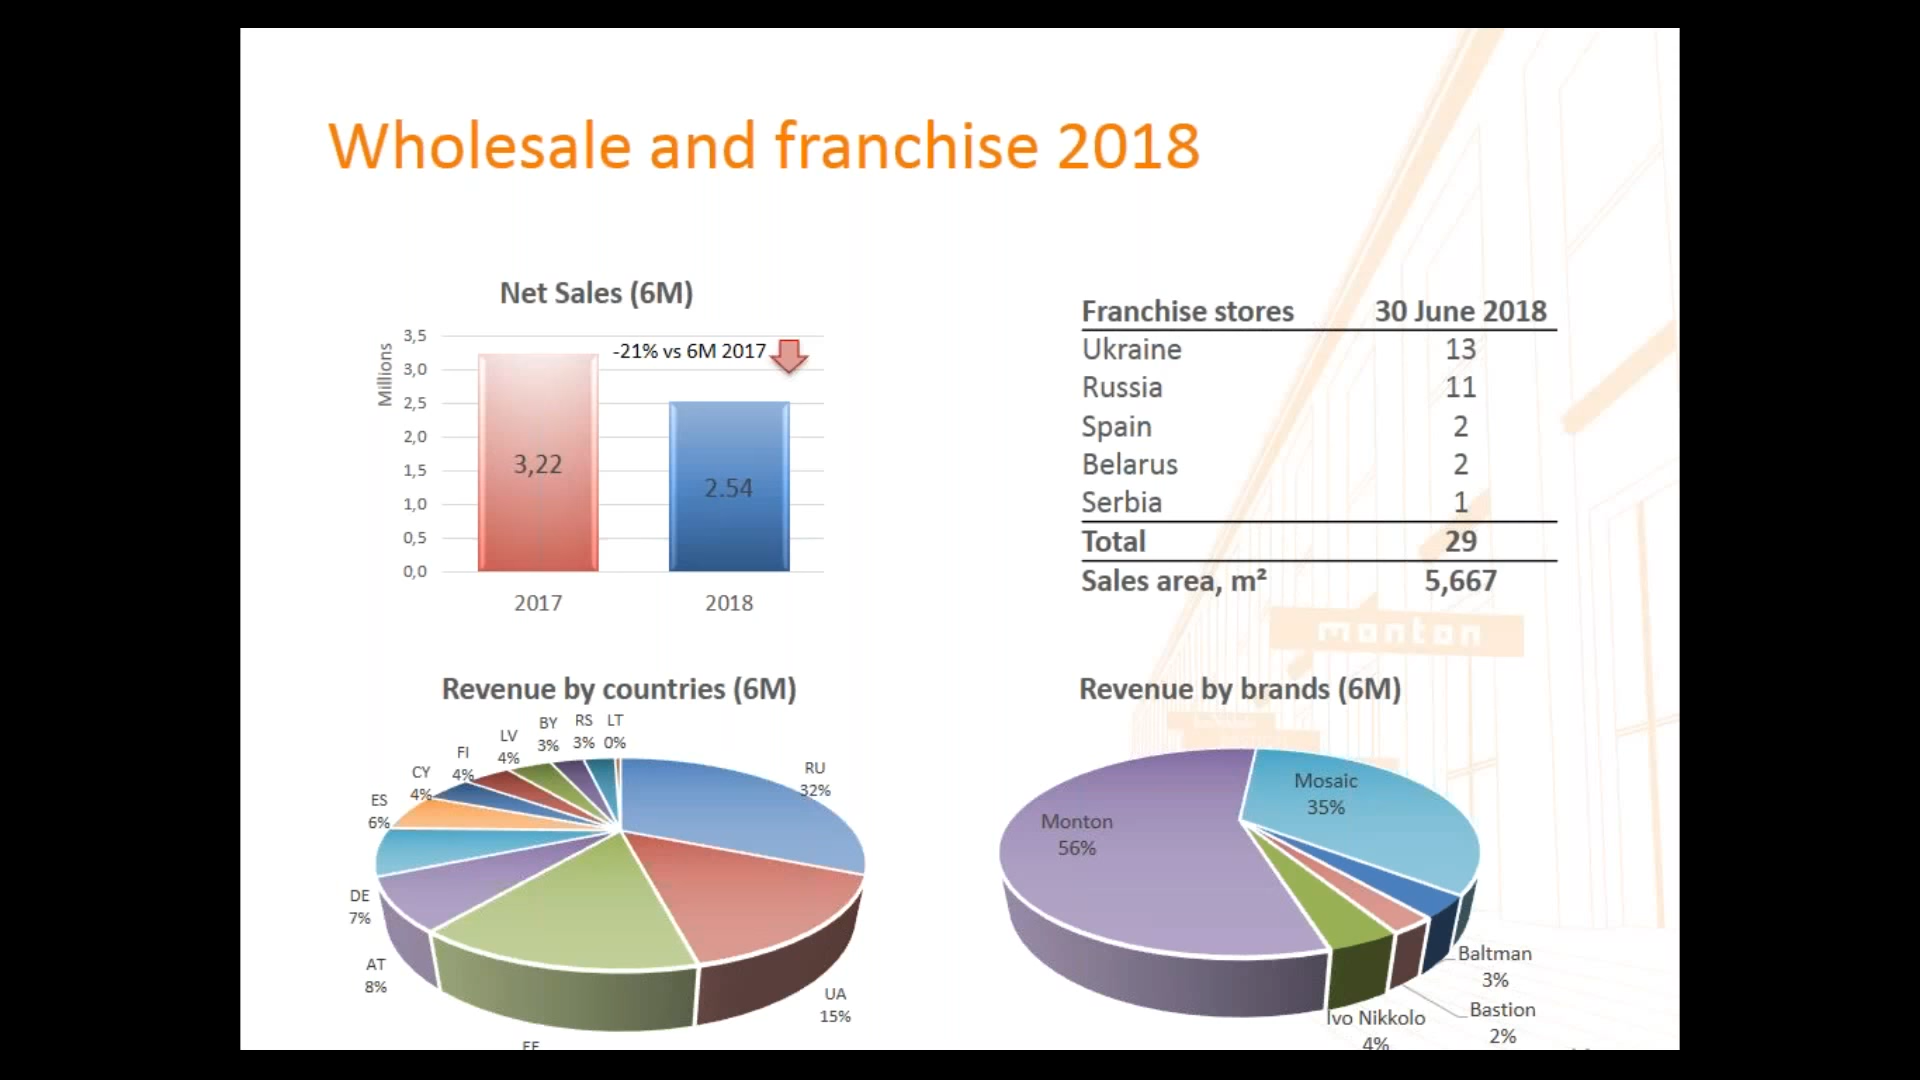 Wholesale and franchise 2018
Net Sales (6M)
Millions
3,5
3,0
2,5
2,0
1,5
1,0
0,5
0,0
-21% vs 6M 2017
3,22
2.54
2017
2018
Franchise stores 30 June 2018
Ukraine 13
Russia 11
Spain 2
Belarus 2
Serbia 1
Total 29
Sales area, m² 5,667
monton
Revenue by countries (6M)
RU
32%
UA
15%
AT
8%
DE
7%
ES
6%
CY
4%
FI
4%
LV
4%
BY
3%
RS
3%
LT
0%
Revenue by brands (6M)
Mosaic
35%
Monton
56%
Baltman
3%
Bastion
2%
Ivo Nikkolo
4%